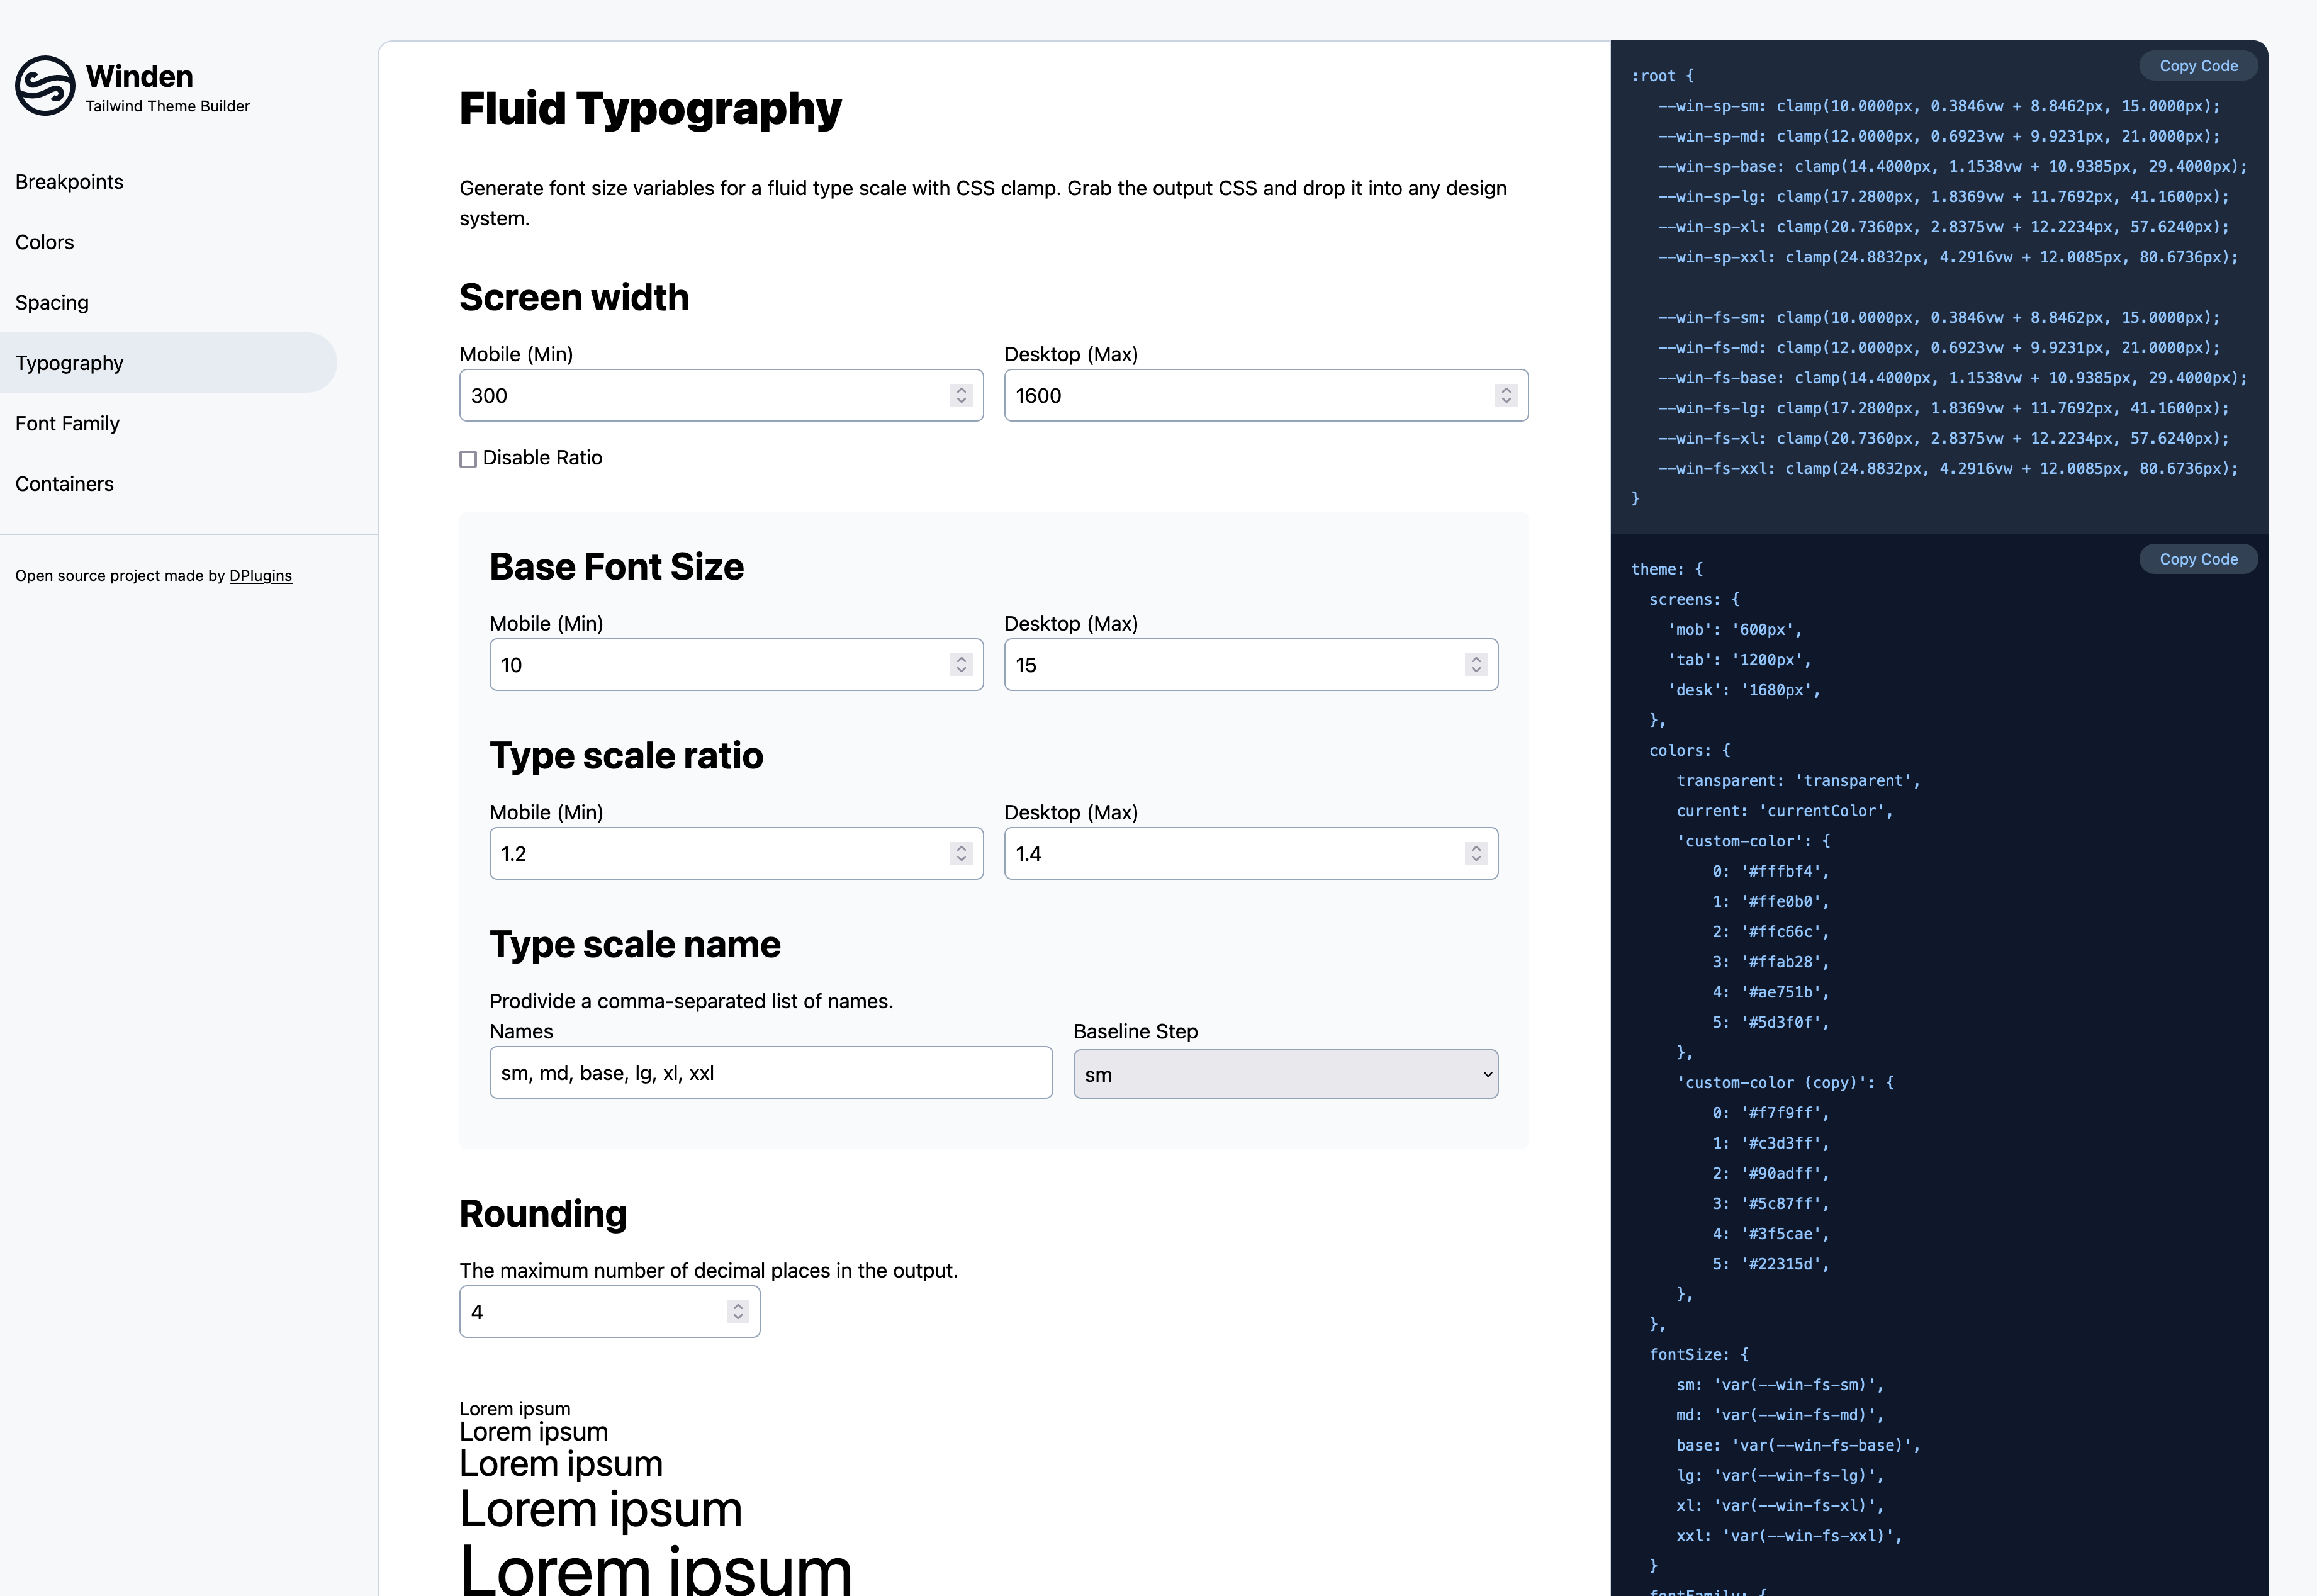 Winden
Tailwind Theme Builder
Breakpoints
Colors
Spacing
Typography
Font Family
Containers
Open source project made by DPlugins
Fluid Typography
Generate font size variables for a fluid type scale with CSS clamp. Grab the output CSS and drop it into any design
system.
Screen width
Mobile (Min)
Desktop (Max)
300
1600
Disable Ratio
Base Font Size
Mobile (Min)
Desktop (Max)
10
15
Type scale ratio
Mobile (Min)
Desktop (Max)
1.2
1.4
Type scale name
Prodivide a comma-separated list of names.
Names
Baseline Step
sm, md, base, lg, xl, xxl
sm
Rounding
The maximum number of decimal places in the output.
4
Lorem ipsum
Lorem ipsum
Lorem ipsum
Lorem ipsum
Lorem ipsum
Copy Code
:root {
--win-sp-sm: clamp(10.0000px, 0.3846vw + 8.8462px, 15.0000px);
--win-sp-md: clamp(12.0000px, 0.6923vw + 9.9231px, 21.0000px);
--win-sp-base: clamp(14.4000px, 1.1538vw + 10.9385px, 29.4000px);
--win-sp-lg: clamp(17.2800px, 1.8369vw + 11.7692px, 41.1600px);
--win-sp-xl: clamp(20.7360px, 2.8375vw + 12.2234px, 57.6240px);
--win-sp-xxl: clamp(24.8832px, 4.2916vw + 12.0085px, 80.6736px);
--win-fs-sm: clamp(10.0000px, 0.3846vw + 8.8462px, 15.0000px);
--win-fs-md: clamp(12.0000px, 0.6923vw + 9.9231px, 21.0000px);
--win-fs-base: clamp(14.4000px, 1.1538vw + 10.9385px, 29.4000px);
--win-fs-lg: clamp(17.2800px, 1.8369vw + 11.7692px, 41.1600px);
--win-fs-xl: clamp(20.7360px, 2.8375vw + 12.2234px, 57.6240px);
--win-fs-xxl: clamp(24.8832px, 4.2916vw + 12.0085px, 80.6736px);
}
Copy Code
theme: {
screens: {
'mob': '600px',
'tab': '1200px',
'desk': '1680px',
},
colors: {
transparent: 'transparent',
current: 'currentColor',
'custom-color': {
0: '#fffbf4',
1: '#ffe0b0',
2: '#ffc66c',
3: '#ffab28',
4: '#ae751b',
5: '#5d3f0f',
},
'custom-color (copy)': {
0: '#f7f9ff',
1: '#c3d3ff',
2: '#90adff',
3: '#5c87ff',
4: '#3f5cae',
5: '#22315d',
},
},
fontSize: {
sm: 'var(--win-fs-sm)',
md: 'var(--win-fs-md)',
base: 'var(--win-fs-base)',
lg: 'var(--win-fs-lg)',
xl: 'var(--win-fs-xl)',
xxl: 'var(--win-fs-xxl)',
}
fontFamily: {